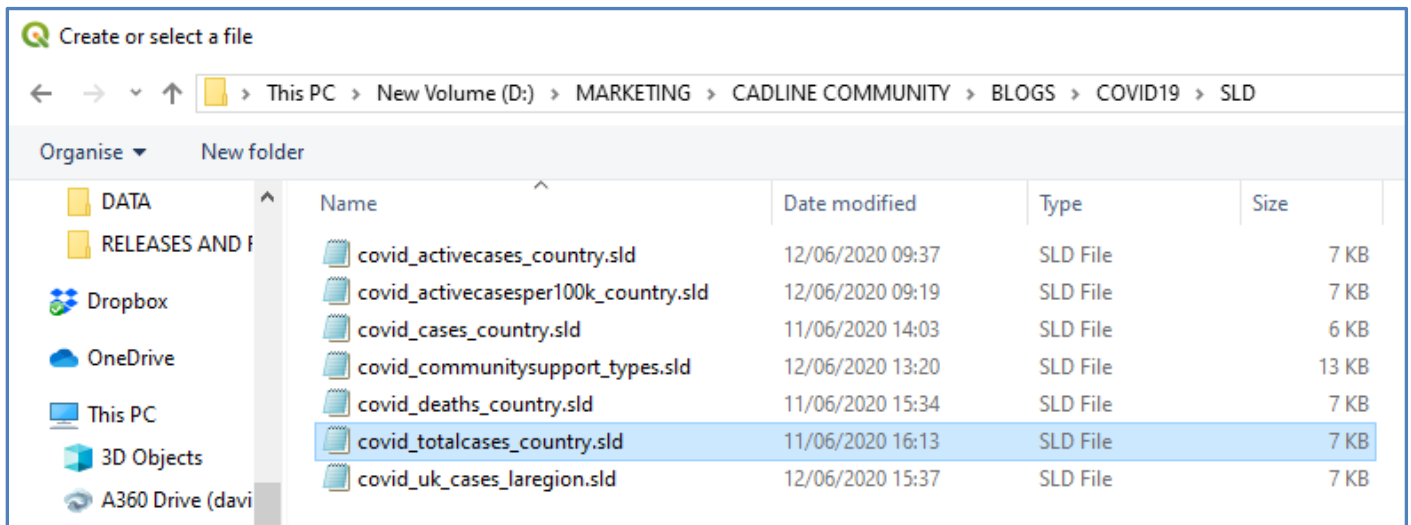 Create or select a file
This PC > New Volume (D:) > MARKETING > CADLINE COMMUNITY > BLOGS > COVID19 > SLD
Organise New folder
DATA
RELEASES AND
Dropbox
OneDrive
This PC
3D Objects
A360 Drive (davi
Name Date modified Type Size
covid_activecases_country.sld 12/06/2020 09:37 SLD File 7 KB
covid_activecasesper100k_country.sld 12/06/2020 09:19 SLD File 7 KB
covid_cases_country.sld 11/06/2020 14:03 SLD File 6 KB
covid_communitysupport_types.sld 12/06/2020 13:20 SLD File 13 KB
covid_deaths_country.sld 11/06/2020 15:34 SLD File 7 KB
covid_totalcases_country.sld 11/06/2020 16:13 SLD File 7 KB
covid_uk_cases_laregion.sld 12/06/2020 15:37 SLD File 7 KB